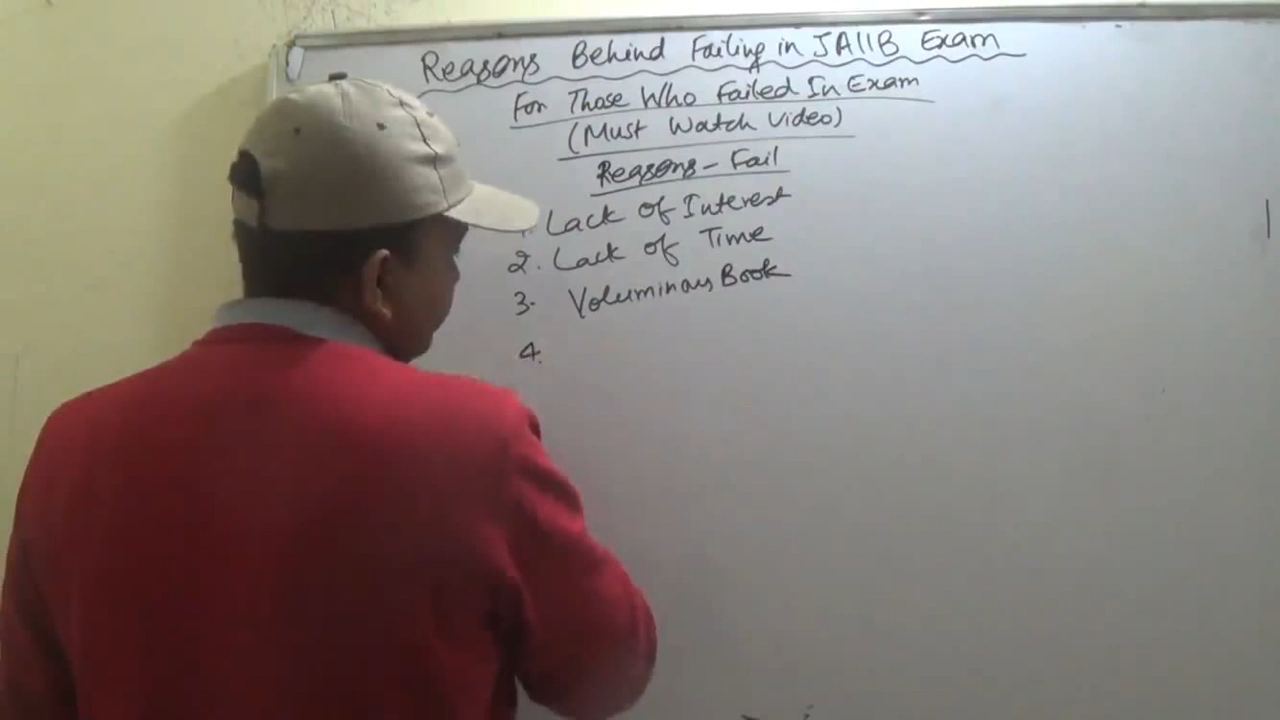 Reasons Behind Failing in JAIIB Exam
For Those Who Failed In Exam
(Must Watch Video)
Reasons - Fail
1. Lack of Interest
2. Lack of Time
3. Voluminous Book
4.